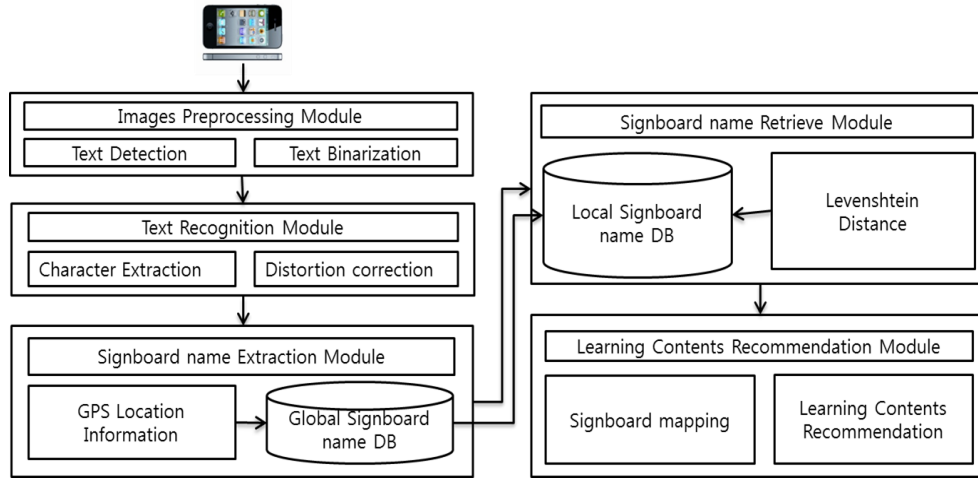 Images Preprocessing Module
Text Detection
Text Binarization
Text Recognition Module
Character Extraction
Distortion correction
Signboard name Extraction Module
GPS Location
Information
Global Signboard
name DB
Signboard name Retrieve Module
Local Signboard
name DB
Levenshtein
Distance
Learning Contents Recommendation Module
Signboard mapping
Learning Contents
Recommendation